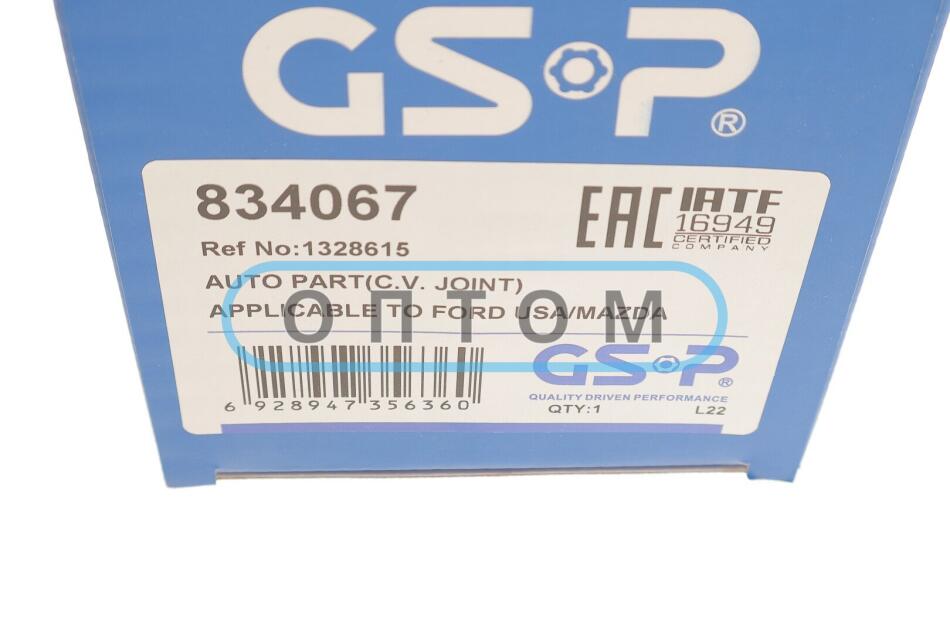 GSP®
834067
EAC
IATF
16949
CERTIFIED
COMPANY
Ref No:1328615
AUTO PART(C.V. JOINT)
APPLICABLE TO FORD USA/MAZDA
ОПТОМ
GSP®
QUALITY DRIVEN PERFORMANCE
6 928947 356360
QTY:1 L22